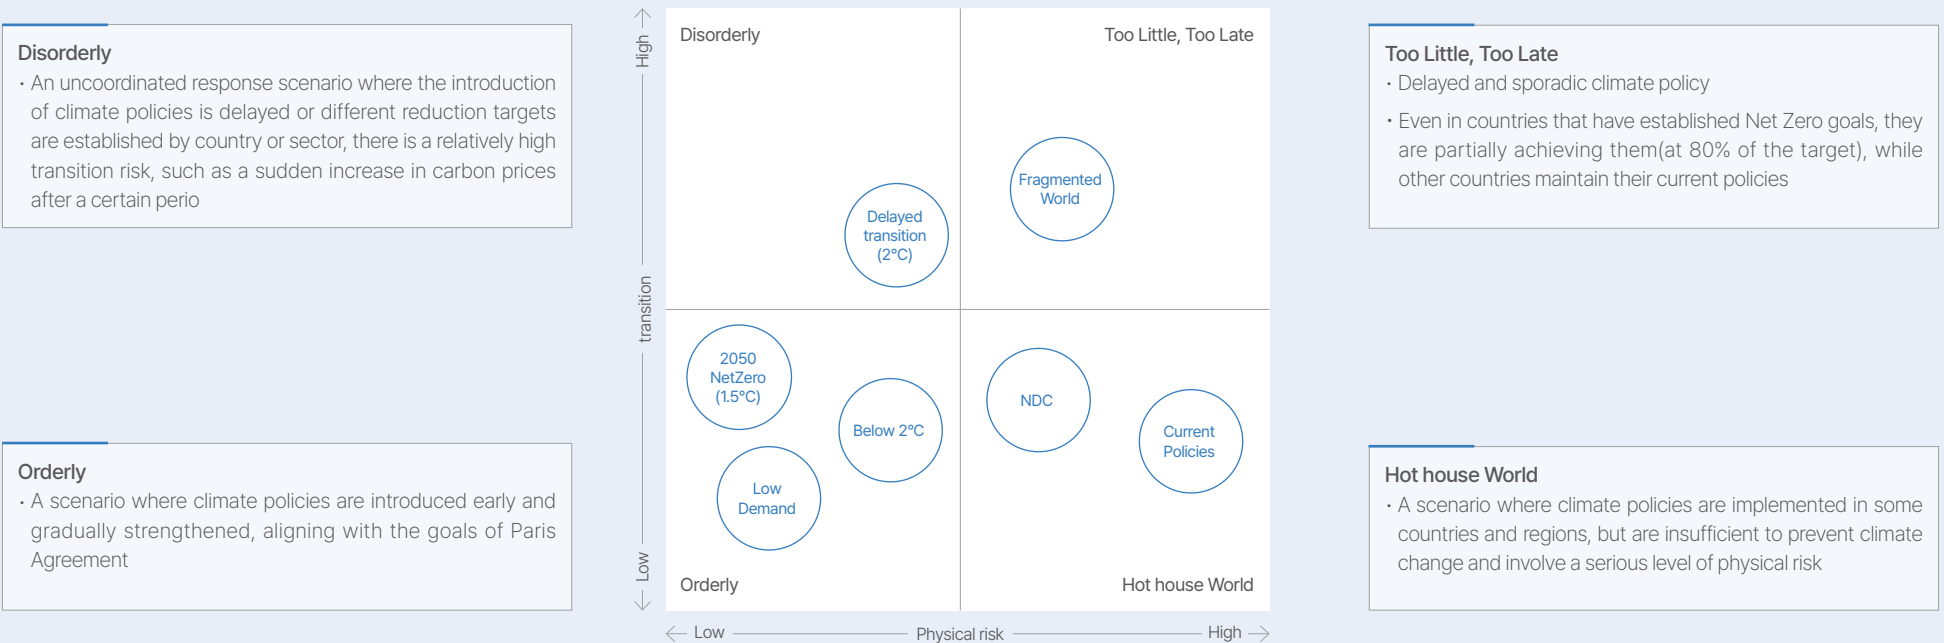 Disorderly
· An uncoordinated response scenario where the introduction
of climate policies is delayed or different reduction targets
are established by country or sector, there is a relatively high
transition risk, such as a sudden increase in carbon prices
after a certain perio
Orderly
· A scenario where climate policies are introduced early and
gradually strengthened, aligning with the goals of Paris
Agreement
High
transition
Low
Disorderly
Too Little, Too Late
Fragmented
World
Delayed
transition
(2°C)
2050
NetZero
(1.5°C)
Below 2°C
Low
Demand
NDC
Current
Policies
Orderly
Hot house World
Low
Physical risk
High
Too Little, Too Late
· Delayed and sporadic climate policy
· Even in countries that have established Net Zero goals, they
are partially achieving them(at 80% of the target), while
other countries maintain their current policies
Hot house World
· A scenario where climate policies are implemented in some
countries and regions, but are insufficient to prevent climate
change and involve a serious level of physical risk